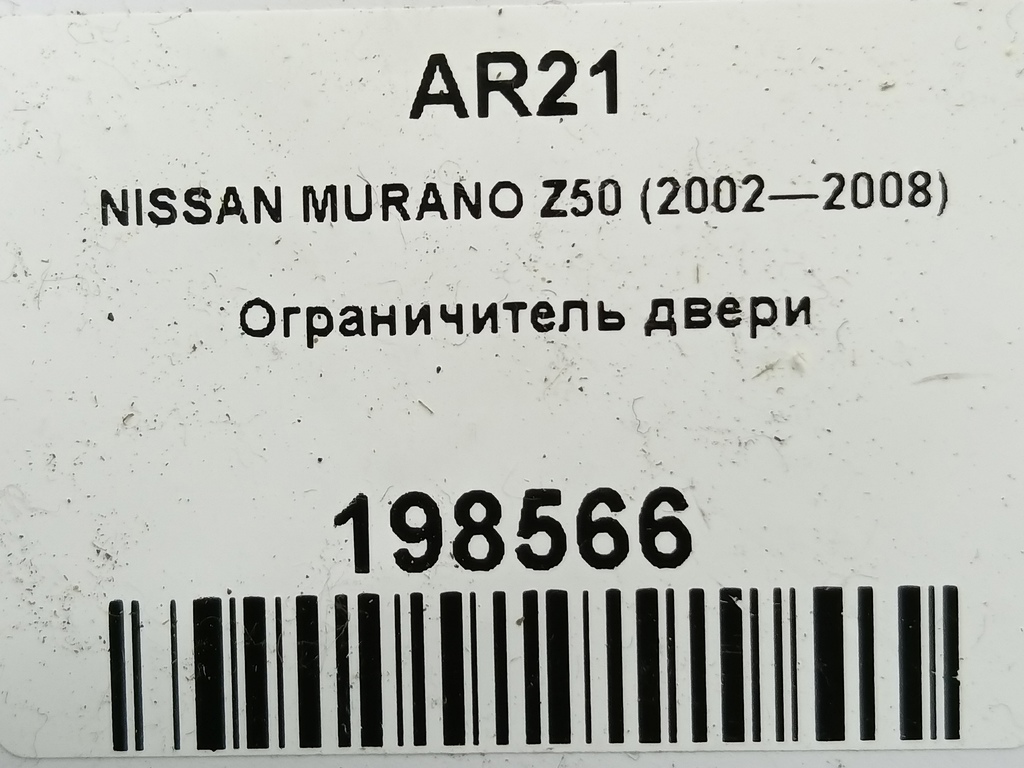 AR21
NISSAN MURANO Z50 (2002—2008)
Ограничитель двери
198566